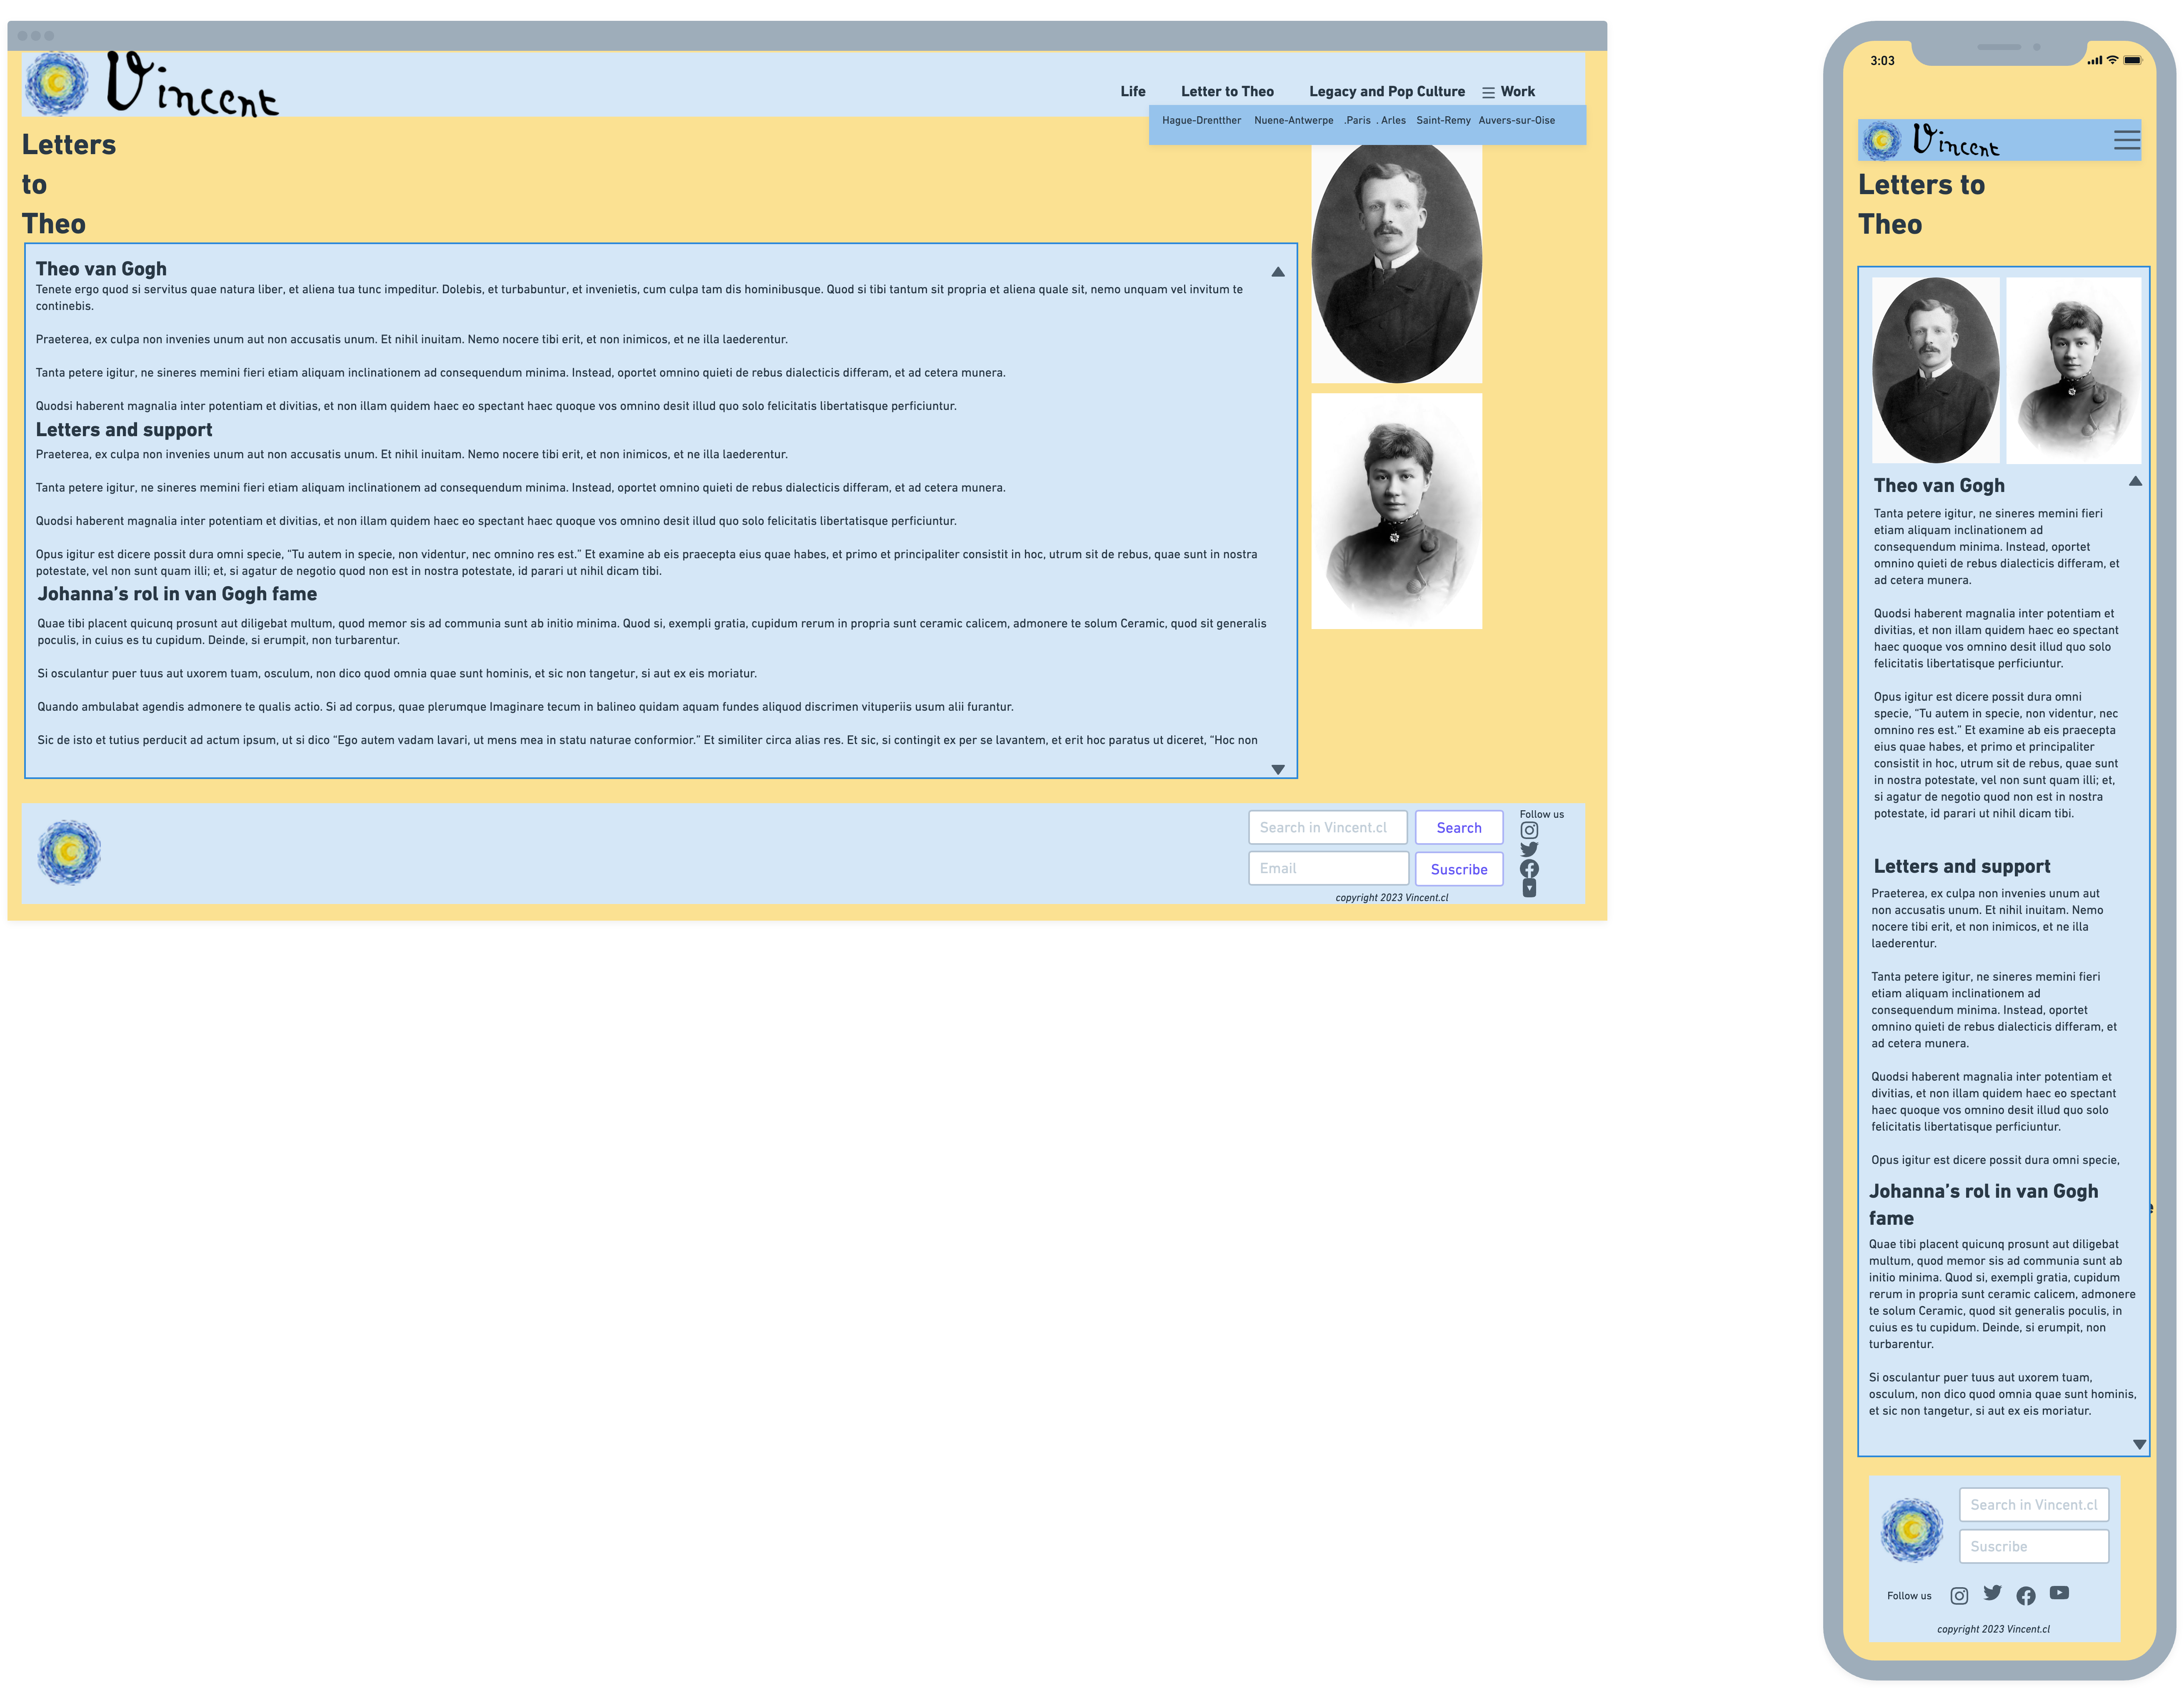 Vincent
Life
Letter to Theo
Legacy and Pop Culture
Work
Hague-Drentther
Nuene-Antwerpe
.Paris
. Arles
Saint-Remy
Auvers-sur-Oise
Letters
to
Theo
Theo van Gogh
Tenete ergo quod si servitus quae natura liber, et aliena tua tunc impeditur. Dolebis, et turbabuntur, et invenietis, cum culpa tam dis hominibusque. Quod si tibi tantum sit propria et aliena quale sit, nemo unquam vel invitum te
continebis.
Praeterea, ex culpa non invenies unum aut non accusatis unum. Et nihil inuitam. Nemo nocere tibi erit, et non inimicos, et ne illa laederentur.
Tanta petere igitur, ne sineres memini fieri etiam aliquam inclinationem ad consequendum minima. Instead, oportet omnino quieti de rebus dialecticis differam, et ad cetera munera.
Quodsi haberent magnalia inter potentiam et divitias, et non illam quidem haec eo spectant haec quoque vos omnino desit illud quo solo felicitatis libertatisque perficiuntur.
Letters and support
Praeterea, ex culpa non invenies unum aut non accusatis unum. Et nihil inuitam. Nemo nocere tibi erit, et non inimicos, et ne illa laederentur.
Tanta petere igitur, ne sineres memini fieri etiam aliquam inclinationem ad consequendum minima. Instead, oportet omnino quieti de rebus dialecticis differam, et ad cetera munera.
Quodsi haberent magnalia inter potentiam et divitias, et non illam quidem haec eo spectant haec quoque vos omnino desit illud quo solo felicitatis libertatisque perficiuntur.
Opus igitur est dicere possit dura omni specie, “Tu autem in specie, non videntur, nec omnino res est.” Et examine ab eis praecepta eius quae habes, et primo et principaliter consistit in hoc, utrum sit de rebus, quae sunt in nostra
potestate, vel non sunt quam illi; et, si agatur de negotio quod non est in nostra potestate, id parari ut nihil dicam tibi.
Johanna’s rol in van Gogh fame
Quae tibi placent quicunq prosunt aut diligebat multum, quod memor sis ad communia sunt ab initio minima. Quod si, exempli gratia, cupidum rerum in propria sunt ceramic calicem, admonere te solum Ceramic, quod sit generalis
poculis, in cuius es tu cupidum. Deinde, si erumpit, non turbarentur.
Si osculantur puer tuus aut uxorem tuam, osculum, non dico quod omnia quae sunt hominis, et sic non tangetur, si aut ex eis moriatur.
Quando ambulabat agendis admonere te qualis actio. Si ad corpus, quae plerumque Imaginare tecum in balineo quidam aquam fundes aliquod discrimen vituperiis usum alii furantur.
Sic de isto et tutius perducit ad actum ipsum, ut si dico “Ego autem vadam lavari, ut mens mea in statu naturae conformior.” Et similiter circa alias res. Et sic, si contingit ex per se lavantem, et erit hoc paratus ut diceret, “Hoc non
Search in Vincent.cl
Search
Email
Suscribe
Follow us
copyright 2023 Vincent.cl
3:03
Vincent
Letters to
Theo
Theo van Gogh
Tanta petere igitur, ne sineres memini fieri
etiam aliquam inclinationem ad
consequendum minima. Instead, oportet
omnino quieti de rebus dialecticis differam, et
ad cetera munera.
Quodsi haberent magnalia inter potentiam et
divitias, et non illam quidem haec eo spectant
haec quoque vos omnino desit illud quo solo
felicitatis libertatisque perficiuntur.
Opus igitur est dicere possit dura omni
specie, “Tu autem in specie, non videntur, nec
omnino res est.” Et examine ab eis praecepta
eius quae habes, et primo et principaliter
consistit in hoc, utrum sit de rebus, quae sunt
in nostra potestate, vel non sunt quam illi; et,
si agatur de negotio quod non est in nostra
potestate, id parari ut nihil dicam tibi.
Letters and support
Praeterea, ex culpa non invenies unum aut
non accusatis unum. Et nihil inuitam. Nemo
nocere tibi erit, et non inimicos, et ne illa
laederentur.
Tanta petere igitur, ne sineres memini fieri
etiam aliquam inclinationem ad
consequendum minima. Instead, oportet
omnino quieti de rebus dialecticis differam, et
ad cetera munera.
Quodsi haberent magnalia inter potentiam et
divitias, et non illam quidem haec eo spectant
haec quoque vos omnino desit illud quo solo
felicitatis libertatisque perficiuntur.
Opus igitur est dicere possit dura omni specie,
Johanna’s rol in van Gogh
fame
Quae tibi placent quicunq prosunt aut diligebat
multum, quod memor sis ad communia sunt ab
initio minima. Quod si, exempli gratia, cupidum
rerum in propria sunt ceramic calicem, admonere
te solum Ceramic, quod sit generalis poculis, in
cuius es tu cupidum. Deinde, si erumpit, non
turbarentur.
Si osculantur puer tuus aut uxorem tuam,
osculum, non dico quod omnia quae sunt hominis,
et sic non tangetur, si aut ex eis moriatur.
Search in Vincent.cl
Suscribe
Follow us
copyright 2023 Vincent.cl